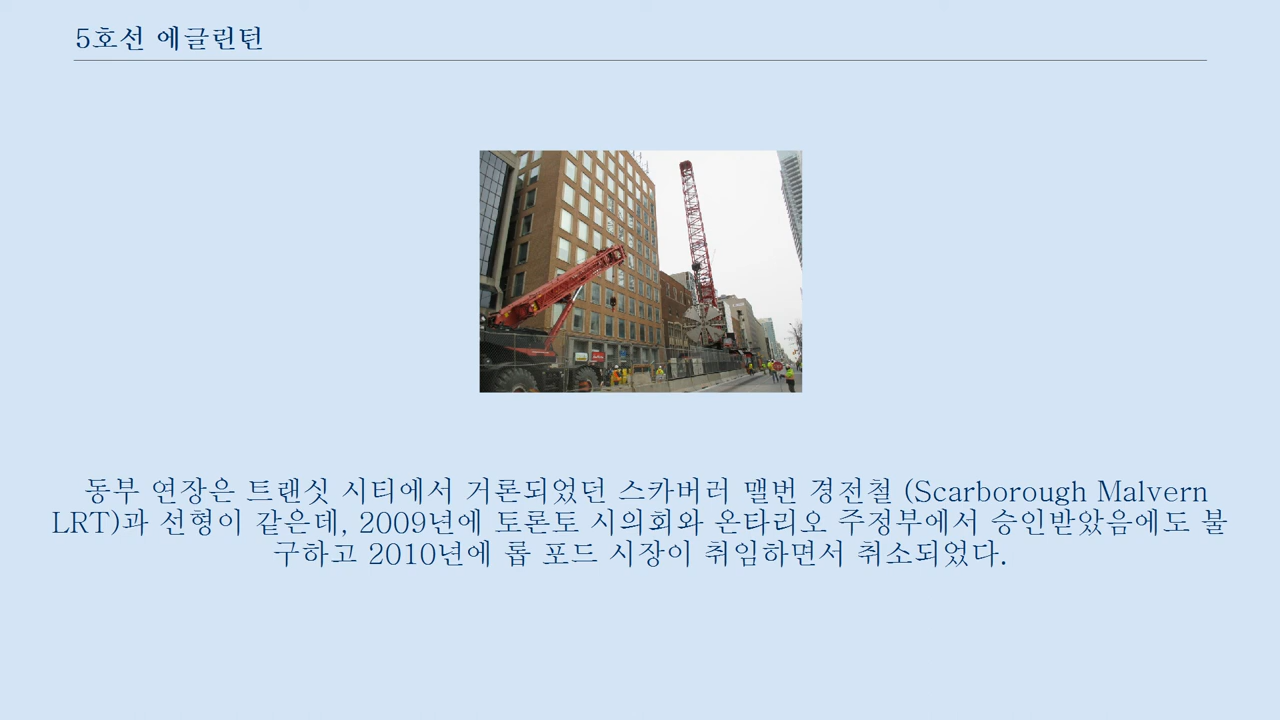 5호선 에글린턴
동부 연장은 트랜싯 시티에서 거론되었던 스카버러 맬번 경전철 (Scarborough Malvern
LRT)과 선형이 같은데, 2009년에 토론토 시의회와 온타리오 주정부에서 승인받았음에도 불
구하고 2010년에 롭 포드 시장이 취임하면서 취소되었다.